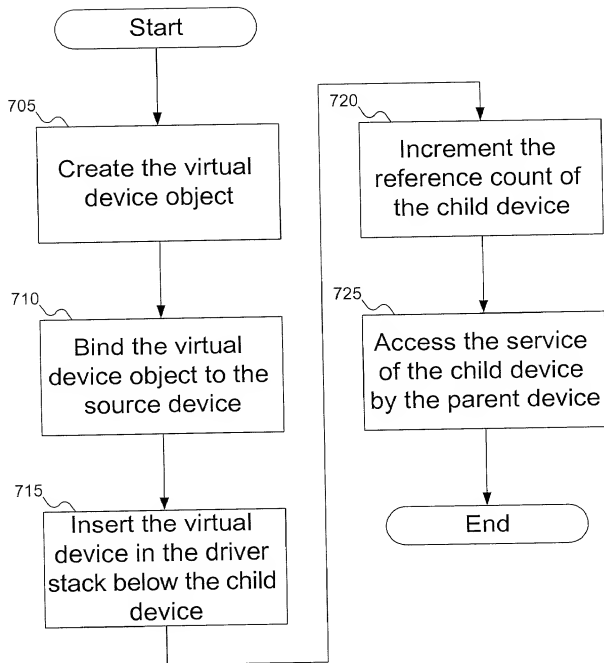 Start
705
Create the virtual
device object
710
Bind the virtual
device object to the
source device
715
Insert the virtual
device in the driver
stack below the child
device
720
Increment the
reference count of
the child device
725
Access the service
of the child device
by the parent device
End